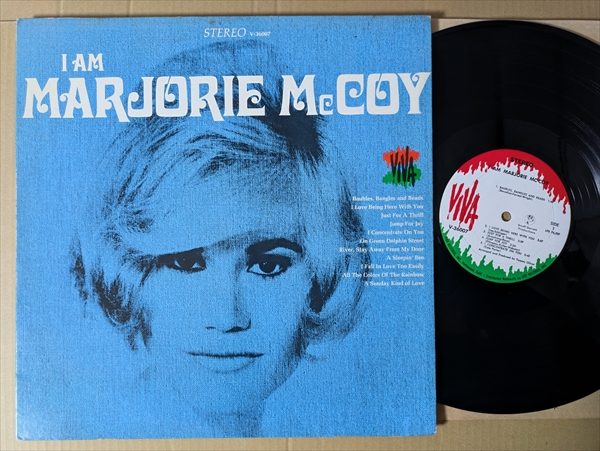 STEREO V-36007
I AM
MARJORIE McCOY
VIVA
Baubles, Bangles and Beads
I Love Being Here With You
Just For A Thrill
Jump For Joy
I Concentrate On You
On Green Dolphin Street
River, Stay Away From My Door
A Sleepin' Bee
I Fall In Love Too Easily
All The Colors Of The Rainbow
A Sunday Kind of Love
STEREO
I AM MARJORIE McCOY
VIVA
V-36007
SIDE